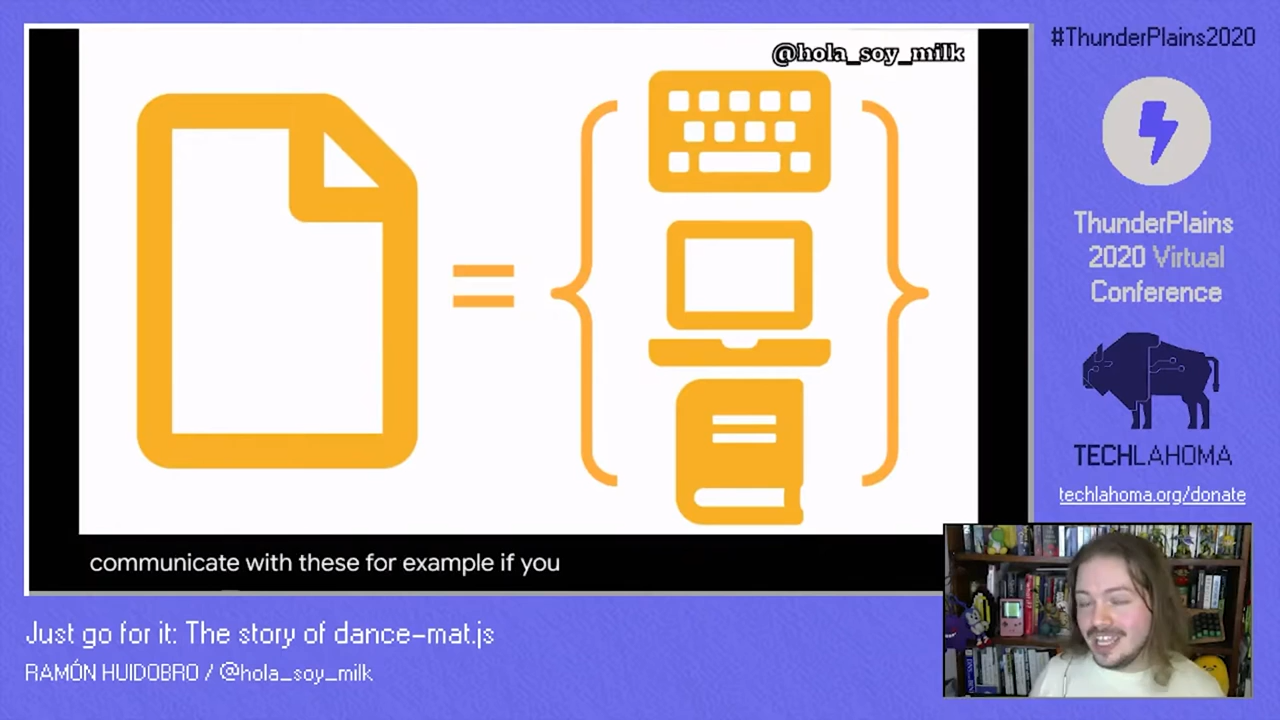 @hola_soy_milk
communicate with these for example if you
Just go for it: The story of dance-mat.js
RAMÓN HUIDOBRO / @hola_soy_milk
#ThunderPlains2020
ThunderPlains
2020 Virtual
Conference
TECHLAHOMA
techlahoma.org/donate